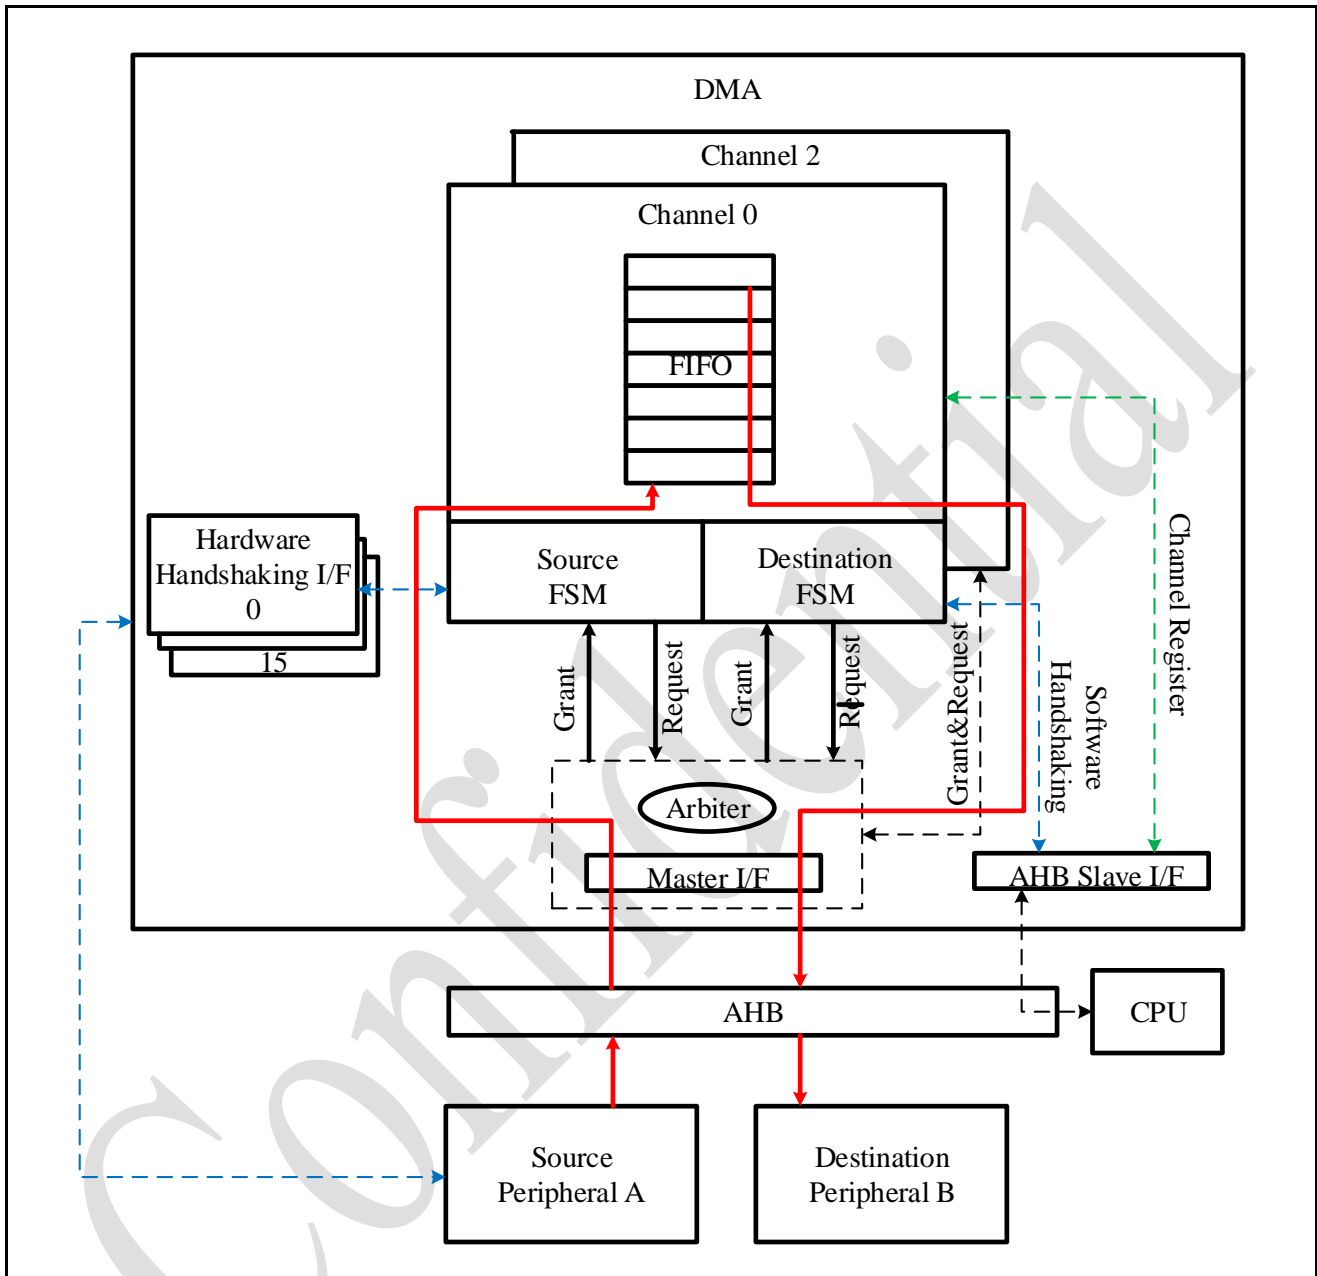 DMA
Channel 2
Channel 0
FIFO
Hardware
Handshaking I/F
0
15
Source
FSM
Destination
FSM
Grant
Request
Grant
Request
Grant&Request
Software
Handshaking
Channel Register
Arbiter
Master I/F
AHB Slave I/F
AHB
CPU
Source
Peripheral A
Destination
Peripheral B
Confidential